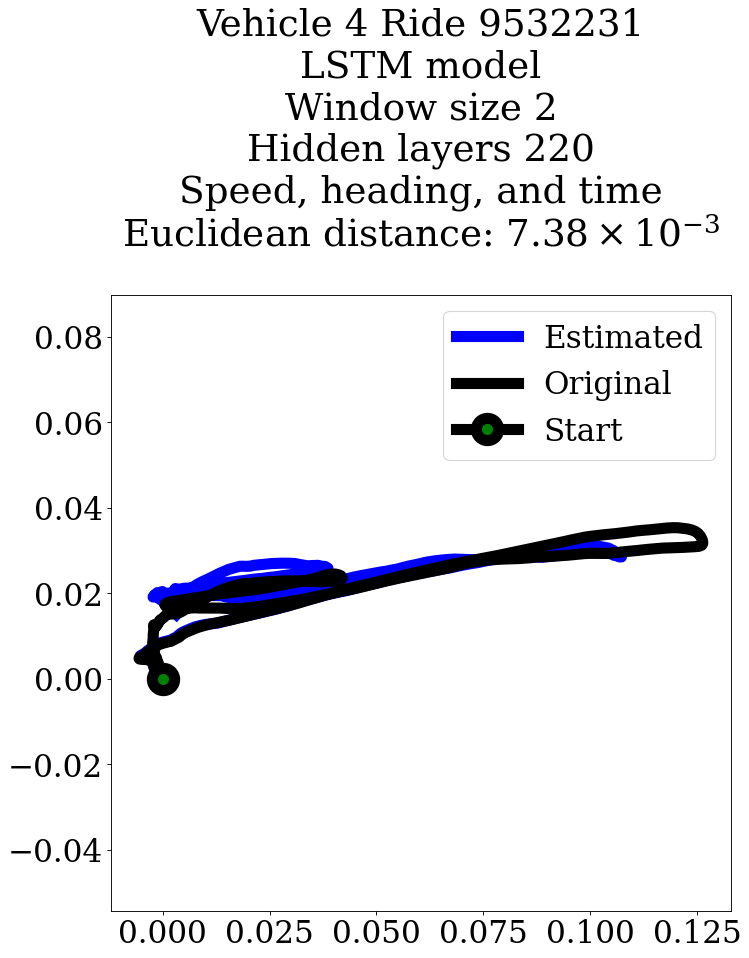 Vehicle 4 Ride 9532231
LSTM model
Window size 2
Hidden layers 220
Speed, heading, and time
Euclidean distance: 7.38 × 10⁻³
Estimated
Original
Start
0.08
0.06
0.04
0.02
0.00
−0.02
−0.04
0.000 0.025 0.050 0.075 0.100 0.125